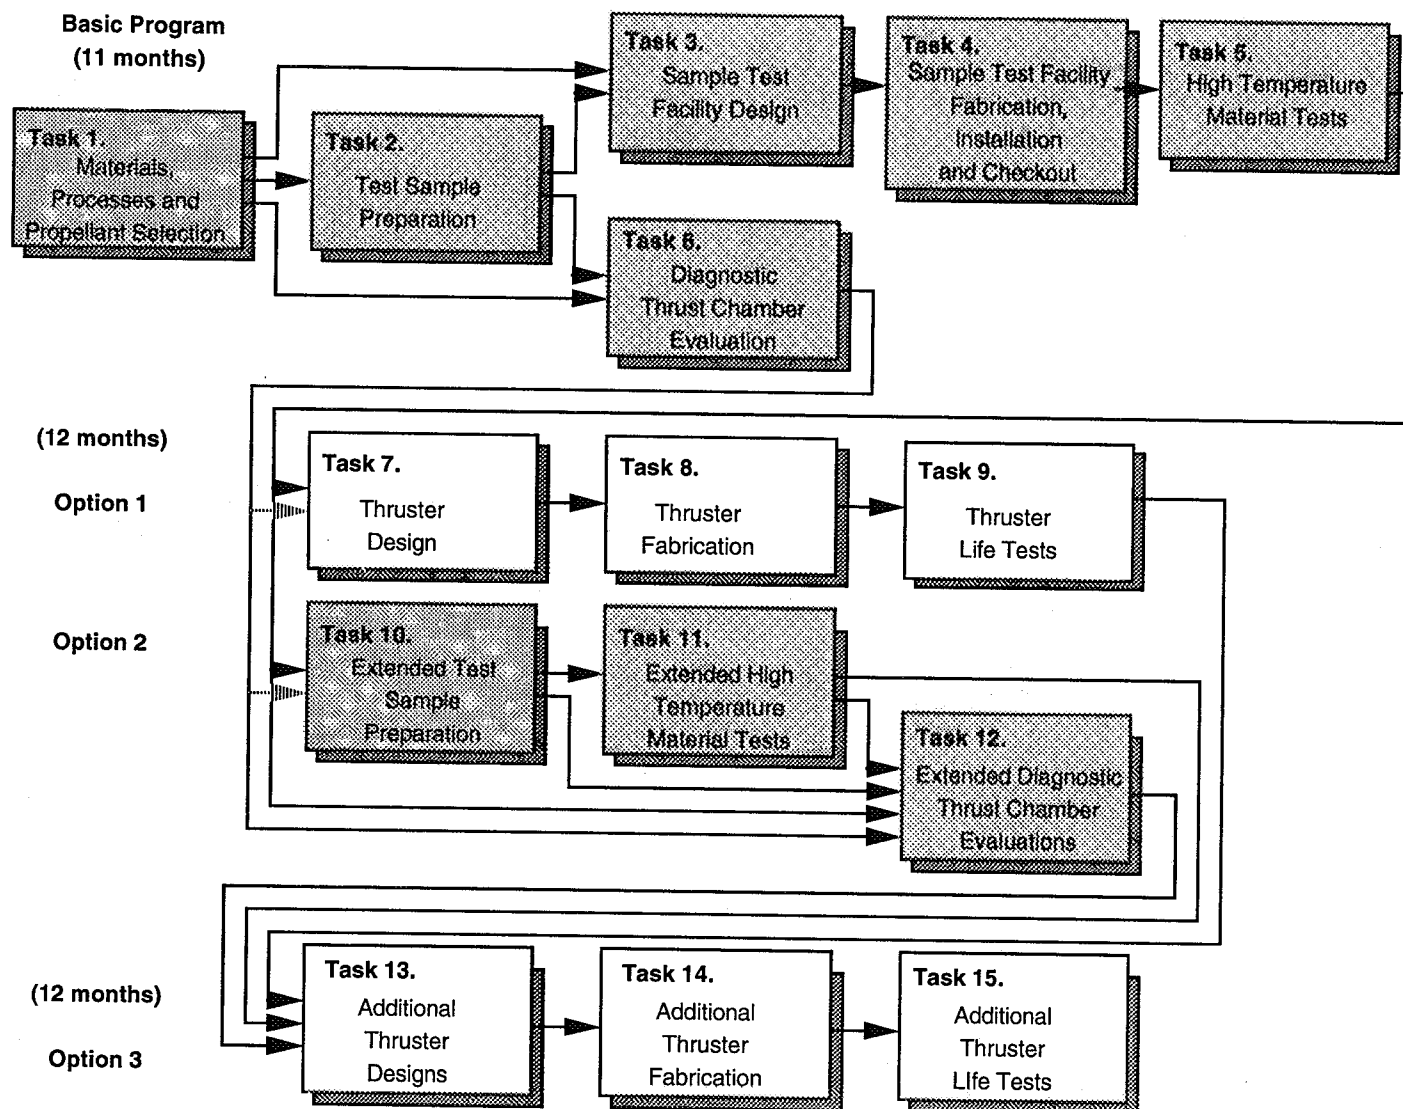 Basic Program
(11 months)
Task 1.
Materials,
Processes and
Propellant Selection
Task 2.
Test Sample
Preparation
Task 3.
Sample Test
Facility Design
Task 4.
Sample Test Facility
Fabrication,
Installation
and Checkout
Task 5.
High Temperature
Material Tests
Task 6.
Diagnostic
Thrust Chamber
Evaluation
(12 months)
Option 1
Task 7.
Thruster
Design
Task 8.
Thruster
Fabrication
Task 9.
Thruster
Life Tests
Option 2
Task 10.
Extended Test
Sample
Preparation
Task 11.
Extended High
Temperature
Material Tests
Task 12.
Extended Diagnostic
Thrust Chamber
Evaluations
(12 months)
Option 3
Task 13.
Additional
Thruster
Designs
Task 14.
Additional
Thruster
Fabrication
Task 15.
Additional
Thruster
LIfe Tests